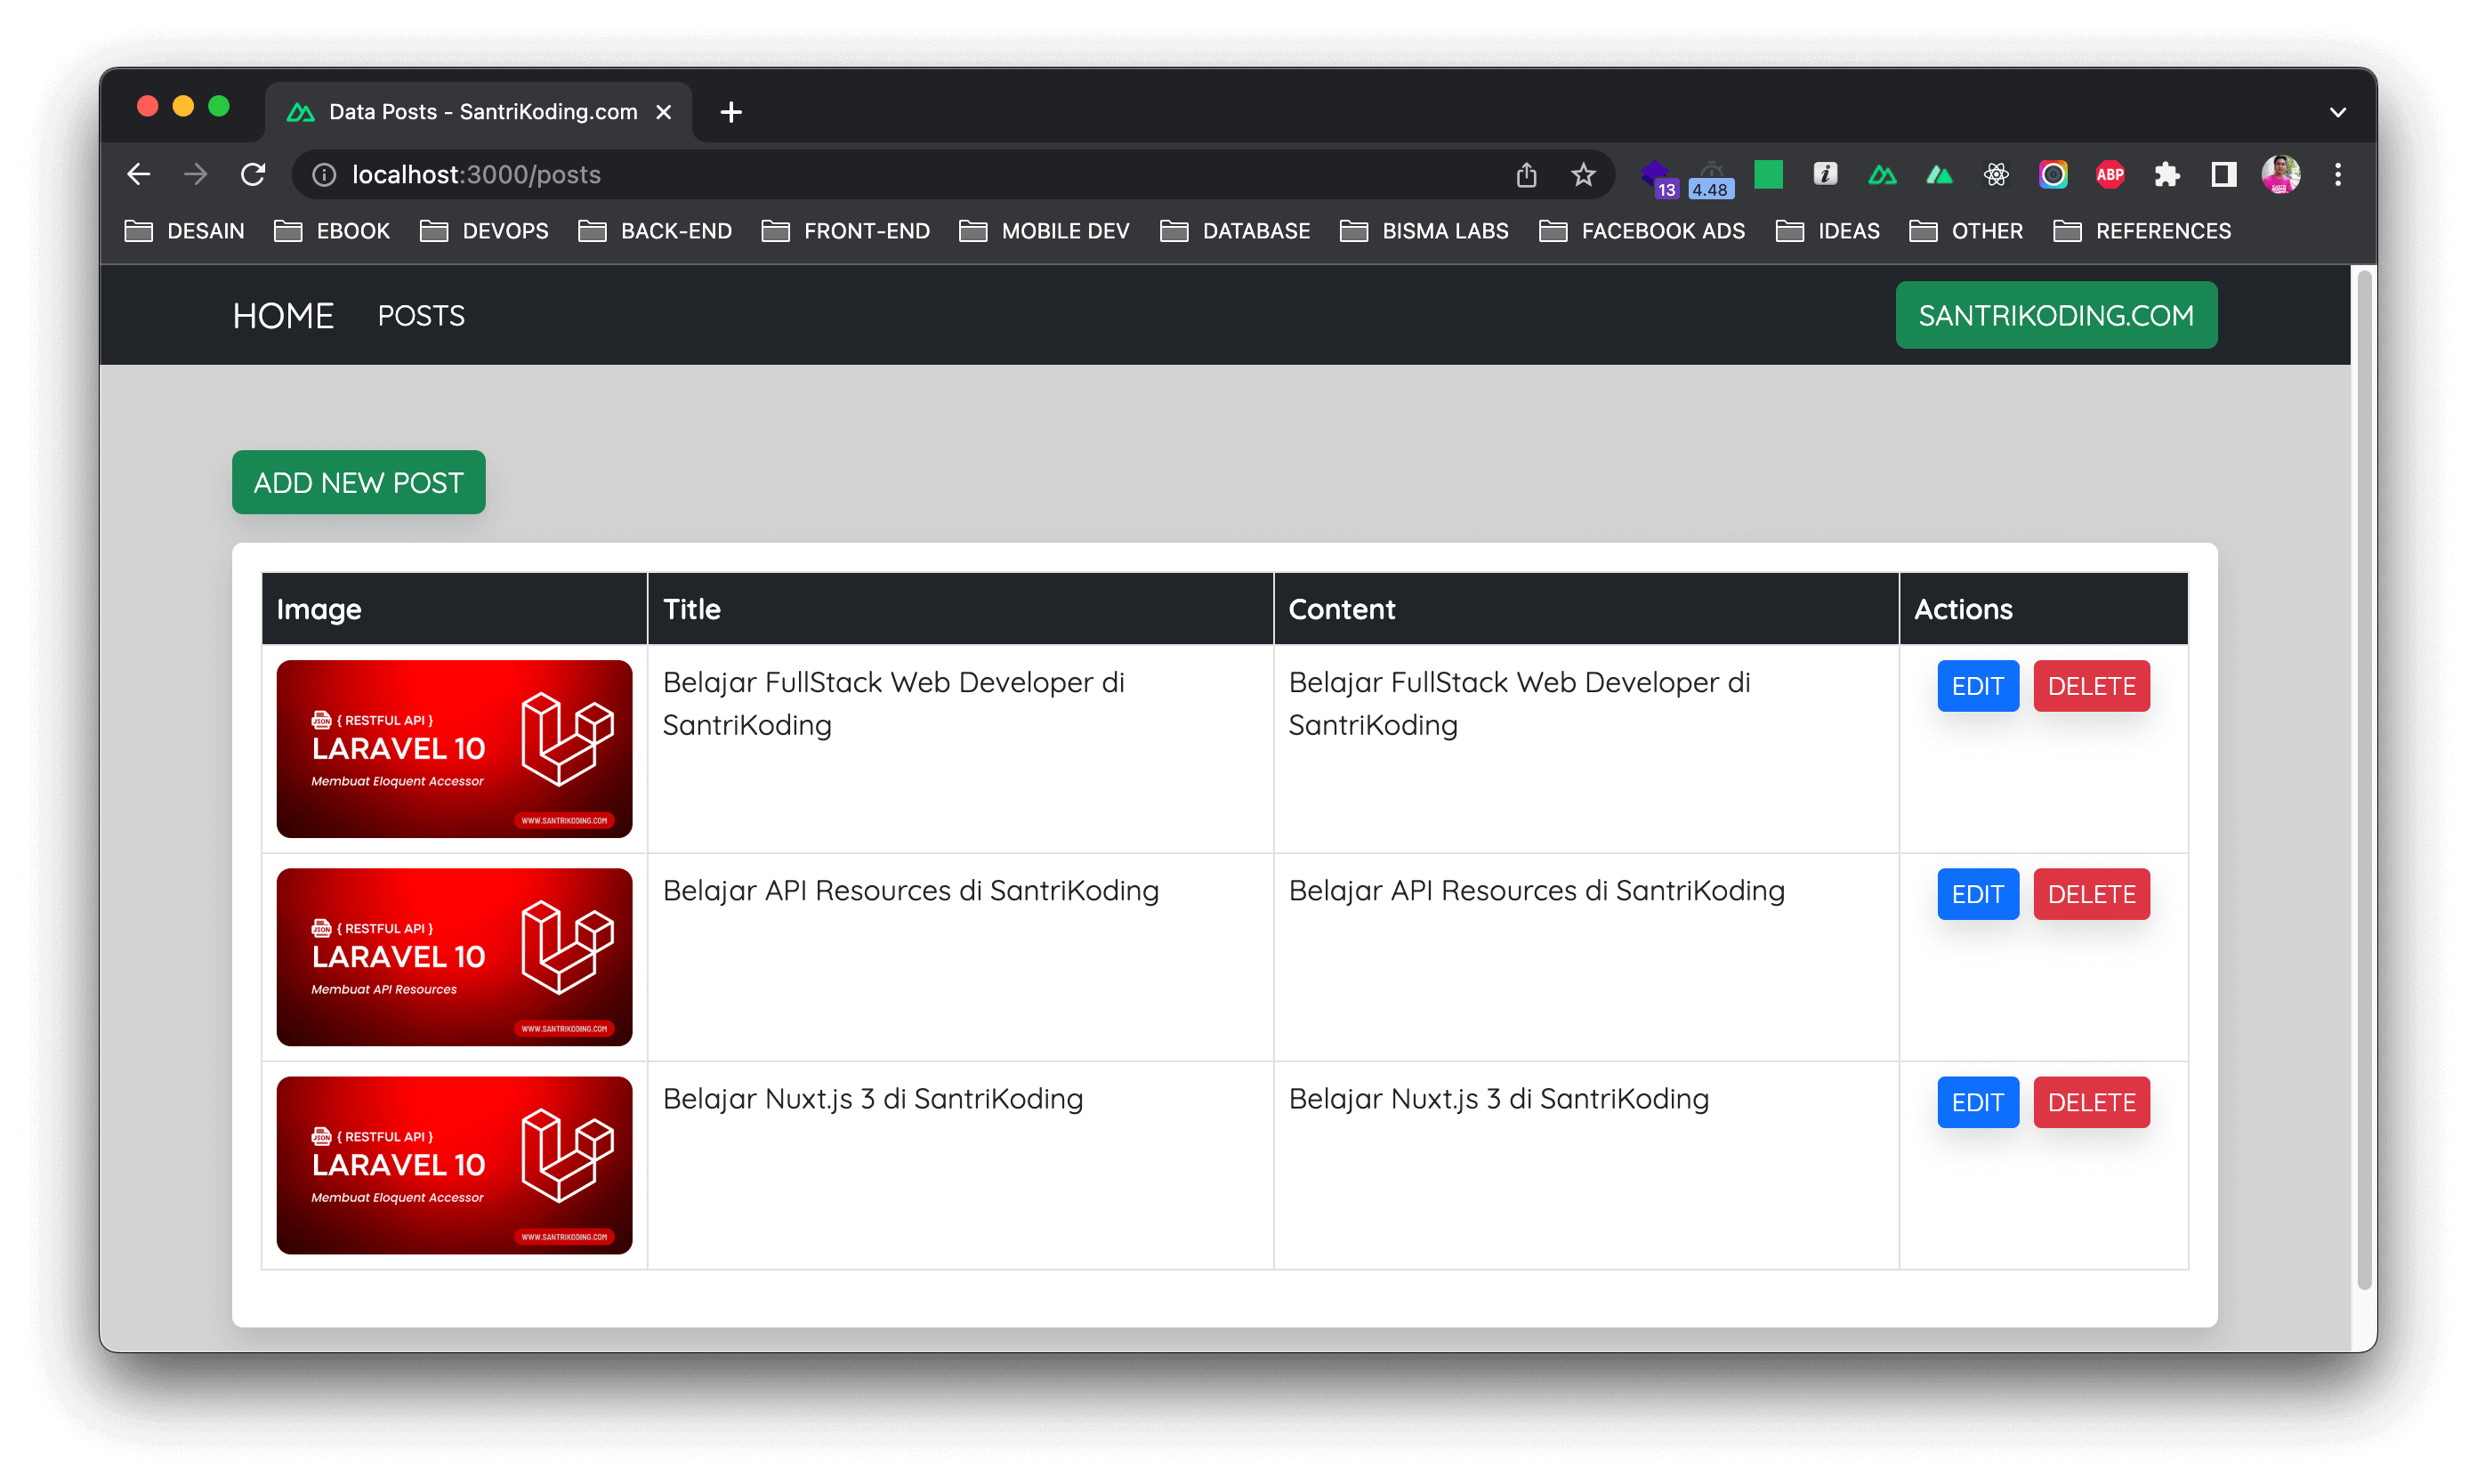 Data Posts - SantriKoding.com
localhost:3000/posts
13
4.48
ABP
DESAIN EBOOK DEVOPS BACK-END FRONT-END MOBILE DEV DATABASE BISMA LABS FACEBOOK ADS IDEAS OTHER REFERENCES
HOME POSTS SANTRIKODING.COM
ADD NEW POST
Image Title Content Actions
JSON { RESTFUL API }
LARAVEL 10
Membuat Eloquent Accessor
WWW.SANTRIKODING.COM
Belajar FullStack Web Developer di
SantriKoding
Belajar FullStack Web Developer di
SantriKoding
EDIT DELETE
JSON { RESTFUL API }
LARAVEL 10
Membuat API Resources
WWW.SANTRIKODING.COM
Belajar API Resources di SantriKoding
Belajar API Resources di SantriKoding
EDIT DELETE
JSON { RESTFUL API }
LARAVEL 10
Membuat Eloquent Accessor
WWW.SANTRIKODING.COM
Belajar Nuxt.js 3 di SantriKoding
Belajar Nuxt.js 3 di SantriKoding
EDIT DELETE